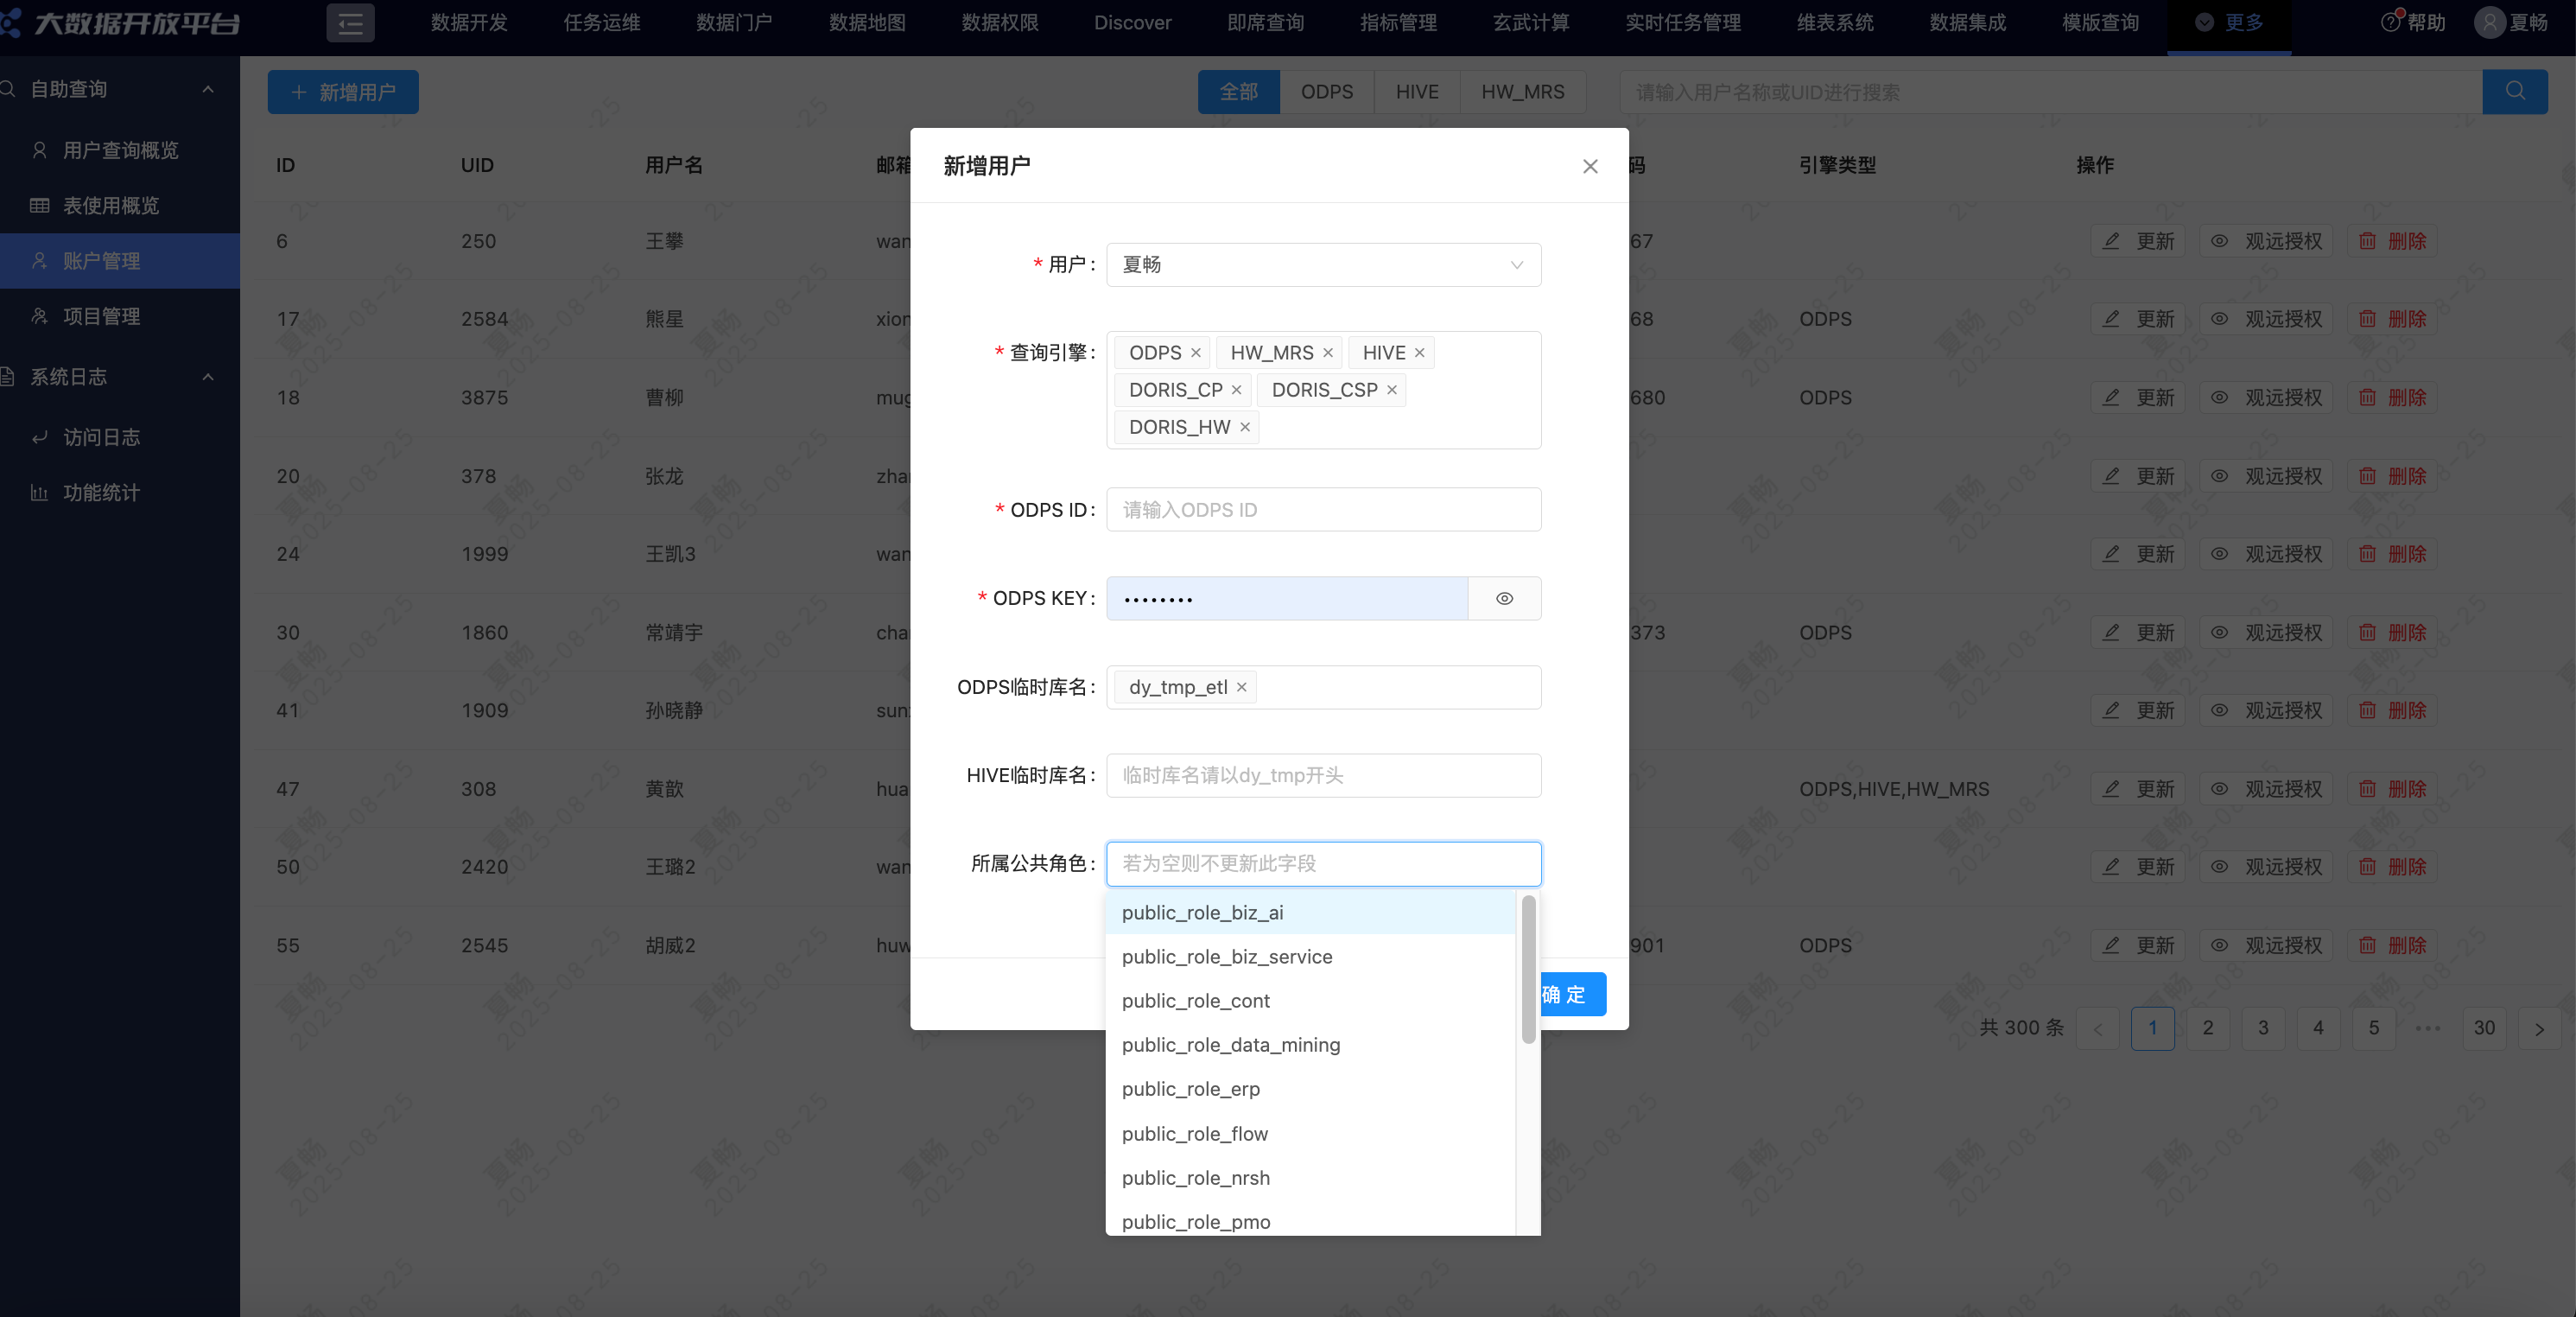 大数据开放平台
数据开发 任务运维 数据门户 数据地图 数据权限 Discover 即席查询 指标管理 玄武计算 实时任务管理 维表系统 数据集成 模版查询 更多 帮助 夏畅
自助查询
用户查询概览
表使用概览
账户管理
项目管理
系统日志
访问日志
功能统计
+ 新增用户 全部 ODPS HIVE HW_MRS 请输入用户名称或UID进行搜索
ID UID 用户名 邮箱 码 引擎类型 操作
6 250 王攀 wan 67 更新 观远授权 删除
17 2584 熊星 xion 68 ODPS 更新 观远授权 删除
18 3875 曹柳 mug 680 ODPS 更新 观远授权 删除
20 378 张龙 zhan 更新 观远授权 删除
24 1999 王凯3 wan 更新 观远授权 删除
30 1860 常靖宇 chan 373 ODPS 更新 观远授权 删除
41 1909 孙晓静 sun 更新 观远授权 删除
47 308 黄歆 hua ODPS,HIVE,HW_MRS 更新 观远授权 删除
50 2420 王璐2 wan 更新 观远授权 删除
55 2545 胡威2 huw 901 ODPS 更新 观远授权 删除
共 300 条 1 2 3 4 5 ••• 30
新增用户
* 用户: 夏畅
* 查询引擎: ODPS HW_MRS HIVE
DORIS_CP DORIS_CSP
DORIS_HW
* ODPS ID: 请输入ODPS ID
* ODPS KEY: ••••••••
ODPS临时库名: dy_tmp_etl
HIVE临时库名: 临时库名请以dy_tmp开头
所属公共角色: 若为空则不更新此字段
public_role_biz_ai
public_role_biz_service
public_role_cont
public_role_data_mining
public_role_erp
public_role_flow
public_role_nrsh
public_role_pmo
确 定
夏畅
2025-08-25